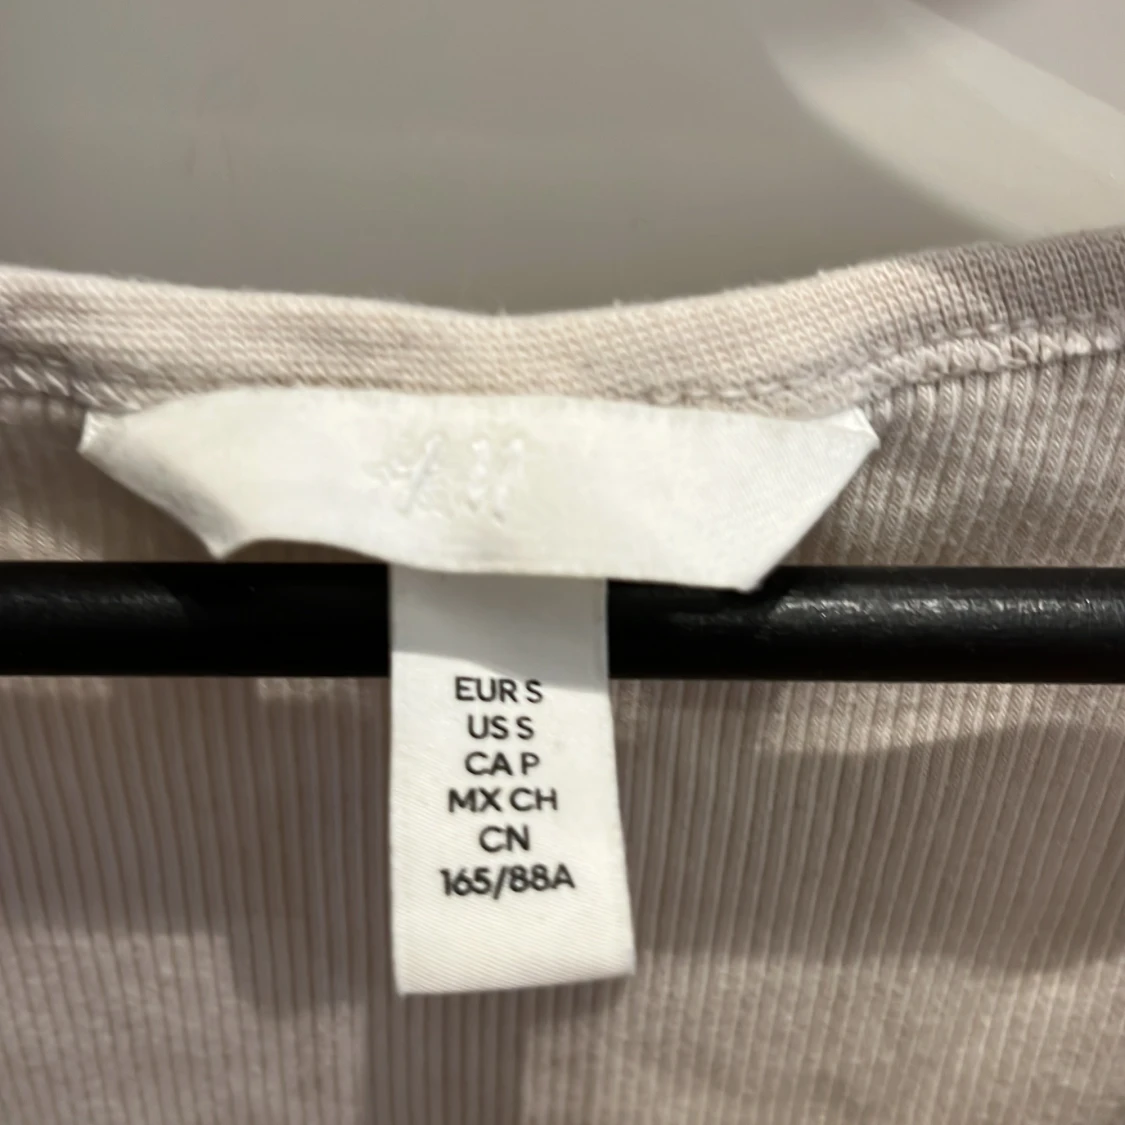 EUR S
US S
CA P
MX CH
CN
165/88A